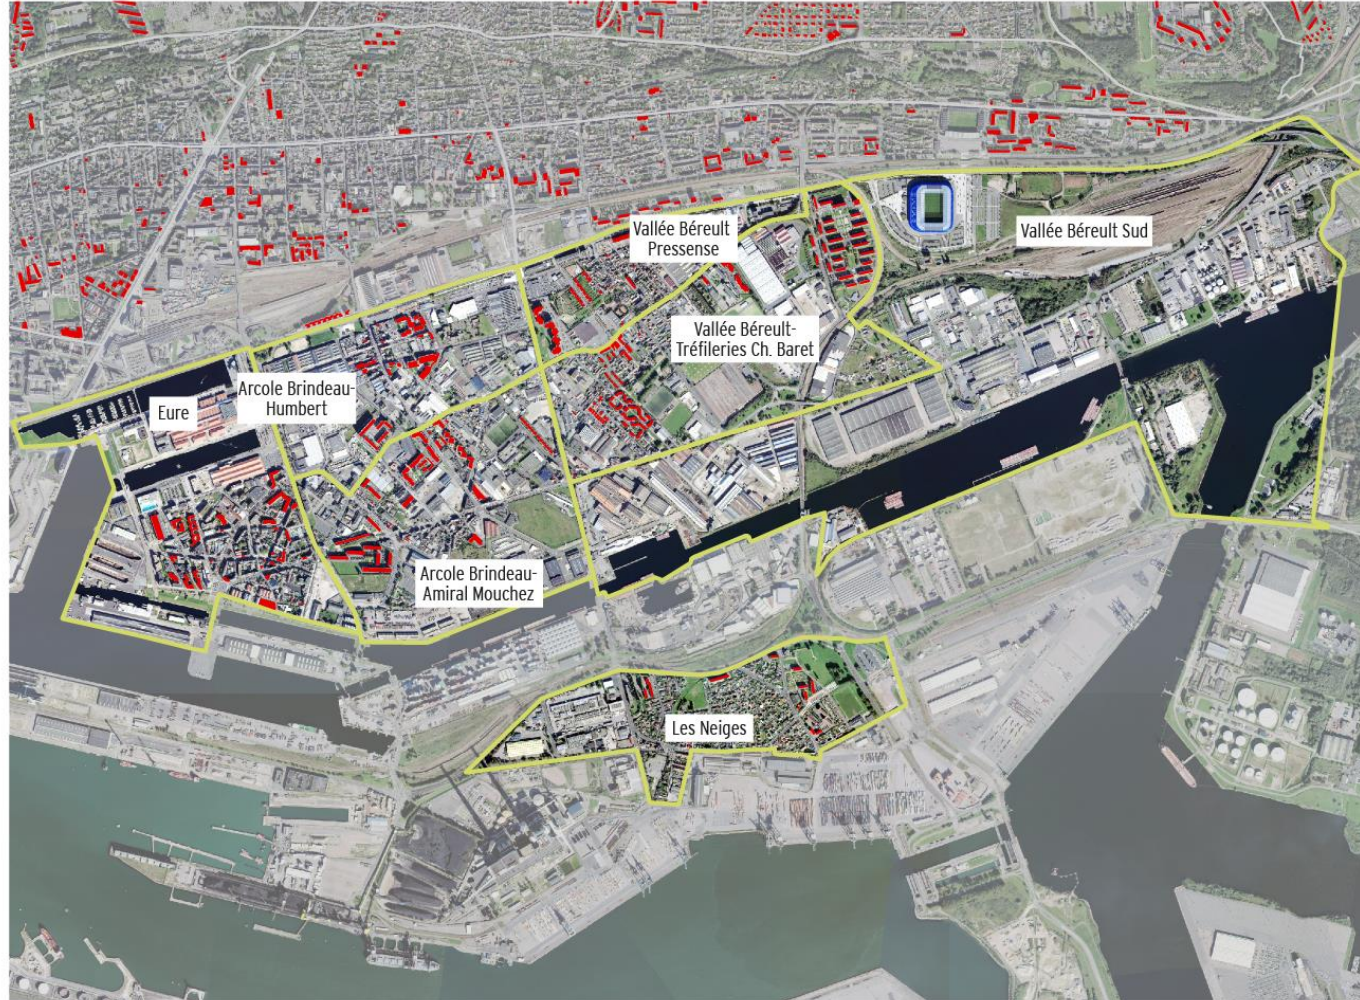 Vallée Béreult
Pressense
Vallée Béreult Sud
Vallée Béreult-
Tréfileries Ch. Baret
Arcole Brindeau-
Humbert
Eure
Arcole Brindeau-
Amiral Mouchez
Les Neiges